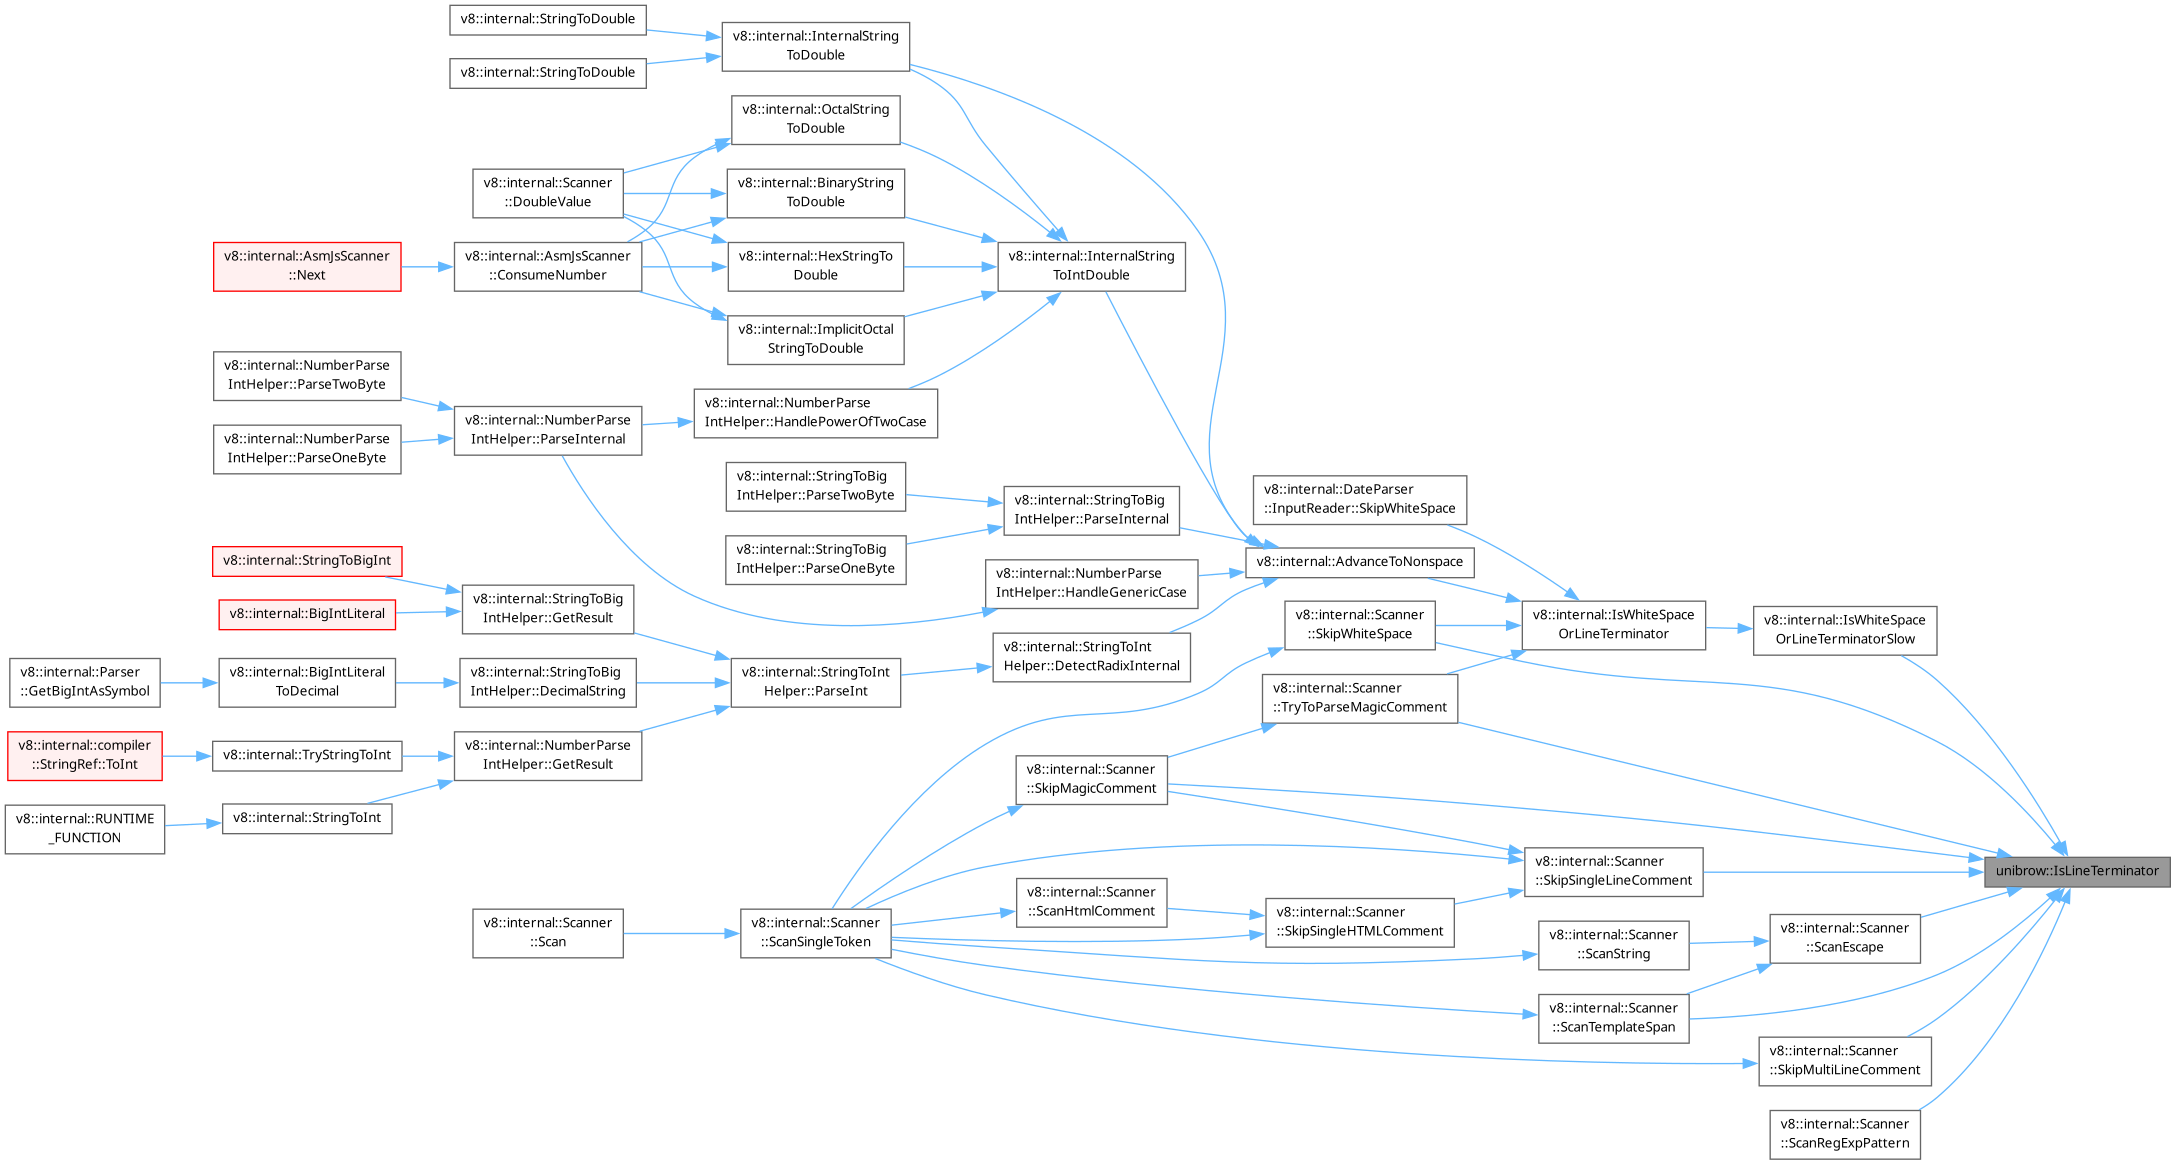 v8::internal::StringToDouble
v8::internal::StringToDouble
v8::internal::InternalString
ToDouble
v8::internal::OctalString
ToDouble
v8::internal::Scanner
::DoubleValue
v8::internal::BinaryString
ToDouble
v8::internal::AsmJsScanner
::Next
v8::internal::AsmJsScanner
::ConsumeNumber
v8::internal::HexStringTo
Double
v8::internal::InternalString
ToIntDouble
v8::internal::ImplicitOctal
StringToDouble
v8::internal::NumberParse
IntHelper::ParseTwoByte
v8::internal::NumberParse
IntHelper::ParseOneByte
v8::internal::NumberParse
IntHelper::ParseInternal
v8::internal::NumberParse
IntHelper::HandlePowerOfTwoCase
v8::internal::StringToBig
IntHelper::ParseTwoByte
v8::internal::StringToBig
IntHelper::ParseOneByte
v8::internal::StringToBig
IntHelper::ParseInternal
v8::internal::DateParser
::InputReader::SkipWhiteSpace
v8::internal::AdvanceToNonspace
v8::internal::StringToBigInt
v8::internal::BigIntLiteral
v8::internal::StringToBig
IntHelper::GetResult
v8::internal::NumberParse
IntHelper::HandleGenericCase
v8::internal::Scanner
::SkipWhiteSpace
v8::internal::IsWhiteSpace
OrLineTerminator
v8::internal::IsWhiteSpace
OrLineTerminatorSlow
v8::internal::Parser
::GetBigIntAsSymbol
v8::internal::BigIntLiteral
ToDecimal
v8::internal::StringToBig
IntHelper::DecimalString
v8::internal::StringToInt
Helper::ParseInt
v8::internal::StringToInt
Helper::DetectRadixInternal
v8::internal::Scanner
::TryToParseMagicComment
v8::internal::compiler
::StringRef::ToInt
v8::internal::TryStringToInt
v8::internal::NumberParse
IntHelper::GetResult
v8::internal::Scanner
::SkipMagicComment
v8::internal::RUNTIME
_FUNCTION
v8::internal::StringToInt
v8::internal::Scanner
::SkipSingleLineComment
unibrow::IsLineTerminator
v8::internal::Scanner
::Scan
v8::internal::Scanner
::ScanSingleToken
v8::internal::Scanner
::ScanHtmlComment
v8::internal::Scanner
::SkipSingleHTMLComment
v8::internal::Scanner
::ScanString
v8::internal::Scanner
::ScanEscape
v8::internal::Scanner
::ScanTemplateSpan
v8::internal::Scanner
::SkipMultiLineComment
v8::internal::Scanner
::ScanRegExpPattern